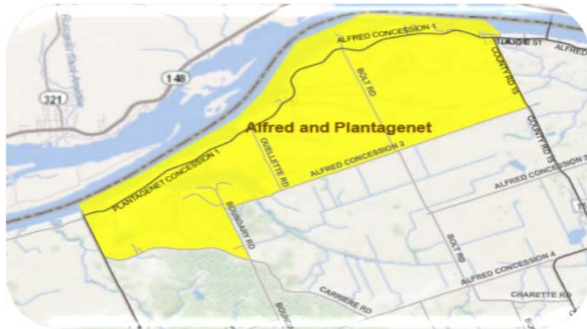 ALFRED CONCESSION 1
148
321
BOLT RD
COUNTY RD 15
ALFRED
Alfred and Plantagenet
OUELLETTE RD
ALFRED CONCESSION 2
COUNTY RD 15
PLANTAGENET CONCESSION 1
ALFRED CONCESSION
BOUNDARY RD
BOLT RD
ALFRED CONCESSION 4
CARRIERE RD
CHARETTE RD